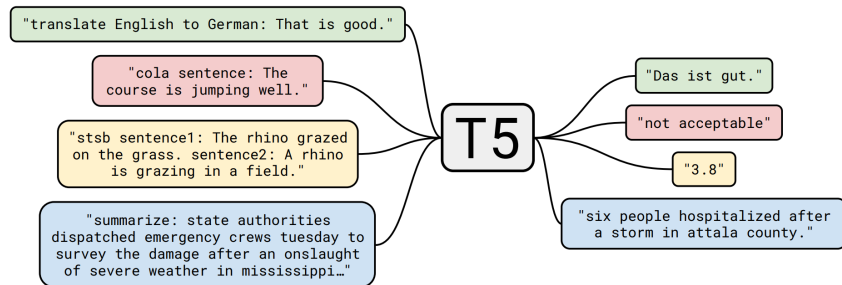 "translate English to German: That is good."
"cola sentence: The
course is jumping well."
"stsb sentence1: The rhino grazed
on the grass. sentence2: A rhino
is grazing in a field."
"summarize: state authorities
dispatched emergency crews tuesday to
survey the damage after an onslaught
of severe weather in mississippi…"
T5
"Das ist gut."
"not acceptable"
"3.8"
"six people hospitalized after
a storm in attala county."